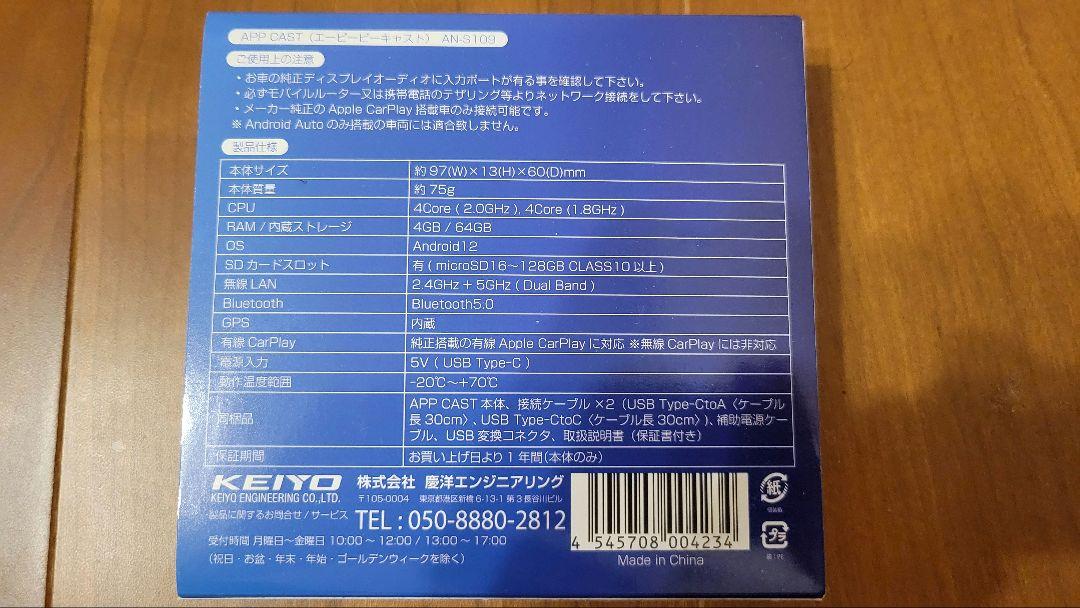 APP CAST（エーピーピーキャスト） AN-S109
ご使用上の注意
・お車の純正ディスプレイオーディオに入力ポートが有る事を確認して下さい。
・必ずモバイルルーター又は携帯電話のテザリング等よりネットワーク接続をして下さい。
・メーカー純正の Apple CarPlay 搭載車のみ接続可能です。
※ Android Auto のみ搭載の車両には適合致しません。
製品仕様
本体サイズ 約 97(W)×13(H)×60(D)mm
本体質量 約 75g
CPU 4Core ( 2.0GHz ), 4Core (1.8GHz )
RAM / 内蔵ストレージ 4GB / 64GB
OS Android12
SD カードスロット 有 ( microSD16～128GB CLASS10 以上 )
無線 LAN 2.4GHz + 5GHz ( Dual Band )
Bluetooth Bluetooth5.0
GPS 内蔵
有線 CarPlay 純正搭載の有線 Apple CarPlay に対応 ※無線 CarPlay には非対応
電源入力 5V ( USB Type-C )
動作温度範囲 -20℃～+70℃
同梱品 APP CAST 本体、接続ケーブル ×2（USB Type-CtoA〈ケーブル
長 30cm〉、USB Type-CtoC〈ケーブル長 30cm〉）、補助電源ケー
ブル、USB 変換コネクタ、取扱説明書（保証書付き）
保証期間 お買い上げ日より 1 年間（本体のみ）
KEIYO 株式会社 慶洋エンジニアリング
KEIYO ENGINEERING CO.,LTD. 〒105-0004 東京都港区新橋 6-13-1 第 3 長谷川ビル
製品に関するお問合せ / サービス TEL : 050-8880-2812
受付時間 月曜日～金曜日 10:00 ～ 12:00 / 13:00 ～ 17:00
（祝日・お盆・年末・年始・ゴールデンウィークを除く）
4 545708 004234
Made in China
紙
プラ